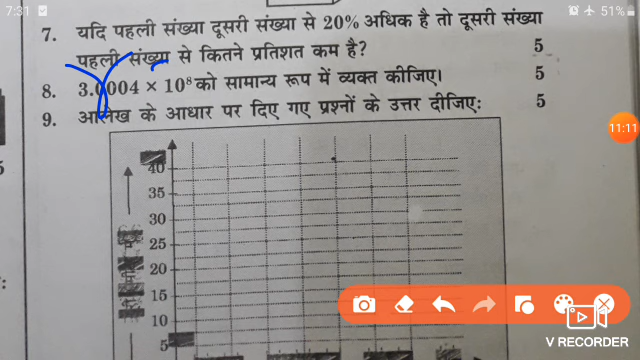 7:31
51%
7. यदि पहली संख्या दूसरी संख्या से 20% अधिक है तो दूसरी संख्या
पहली संख्या से कितने प्रतिशत कम है? 5
8. 3.0004 × 10⁸ को सामान्य रूप में व्यक्त कीजिए। 5
9. आलेख के आधार पर दिए गए प्रश्नों के उत्तर दीजिएः 5
11:11
40
35
30
25
20
15
10
5
V RECORDER